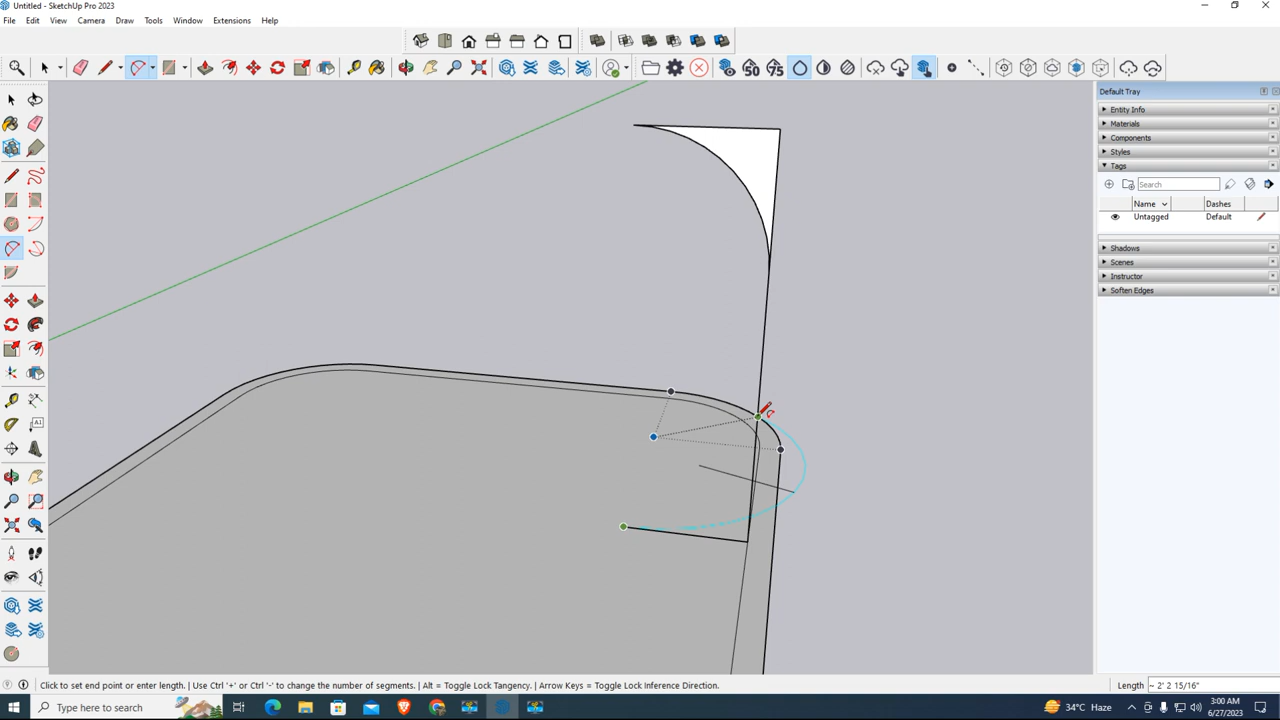 Untitled - SketchUp Pro 2023
File Edit View Camera Draw Tools Window Extensions Help
50 75
Default Tray
Entity Info
Materials
Components
Styles
Tags
Search
Name Dashes
Untagged Default
Shadows
Scenes
Instructor
Soften Edges
Click to set end point or enter length. | Use Ctrl '+' or Ctrl '-' to change the number of segments. | Alt = Toggle Lock Tangency. | Arrow Keys = Toggle Lock Inference Direction. Length ~ 2' 2 15/16"
Type here to search 34°C Haze 3:00 AM
6/27/2023